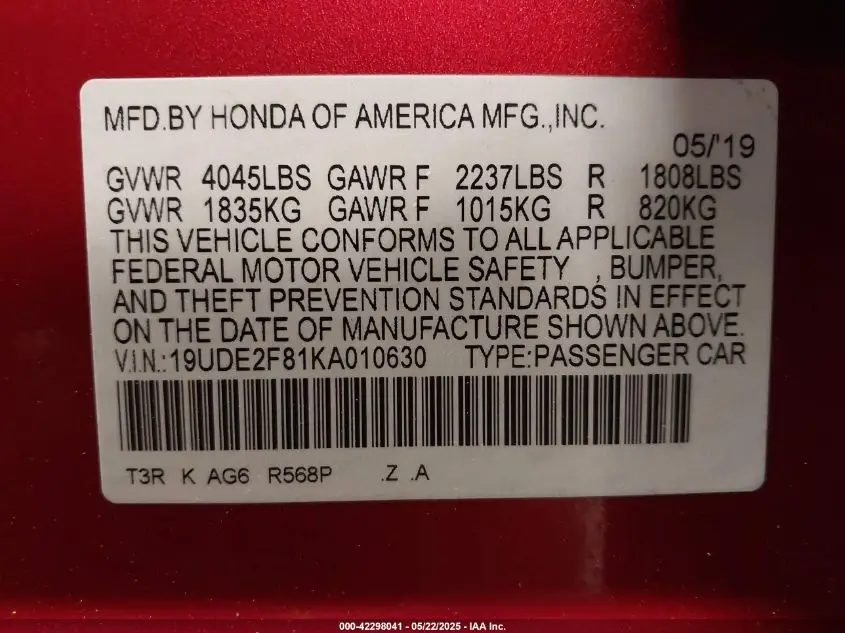 MFD.BY HONDA OF AMERICA MFG.,INC.
05/'19
GVWR 4045LBS GAWR F 2237LBS R 1808LBS
GVWR 1835KG GAWR F 1015KG R 820KG
THIS VEHICLE CONFORMS TO ALL APPLICABLE
FEDERAL MOTOR VEHICLE SAFETY , BUMPER,
AND THEFT PREVENTION STANDARDS IN EFFECT
ON THE DATE OF MANUFACTURE SHOWN ABOVE.
V.I.N.:19UDE2F81KA010630 TYPE:PASSENGER CAR
T3R K AG6 R568P .Z .A
000-42298041 - 05/22/2025 - IAA Inc.